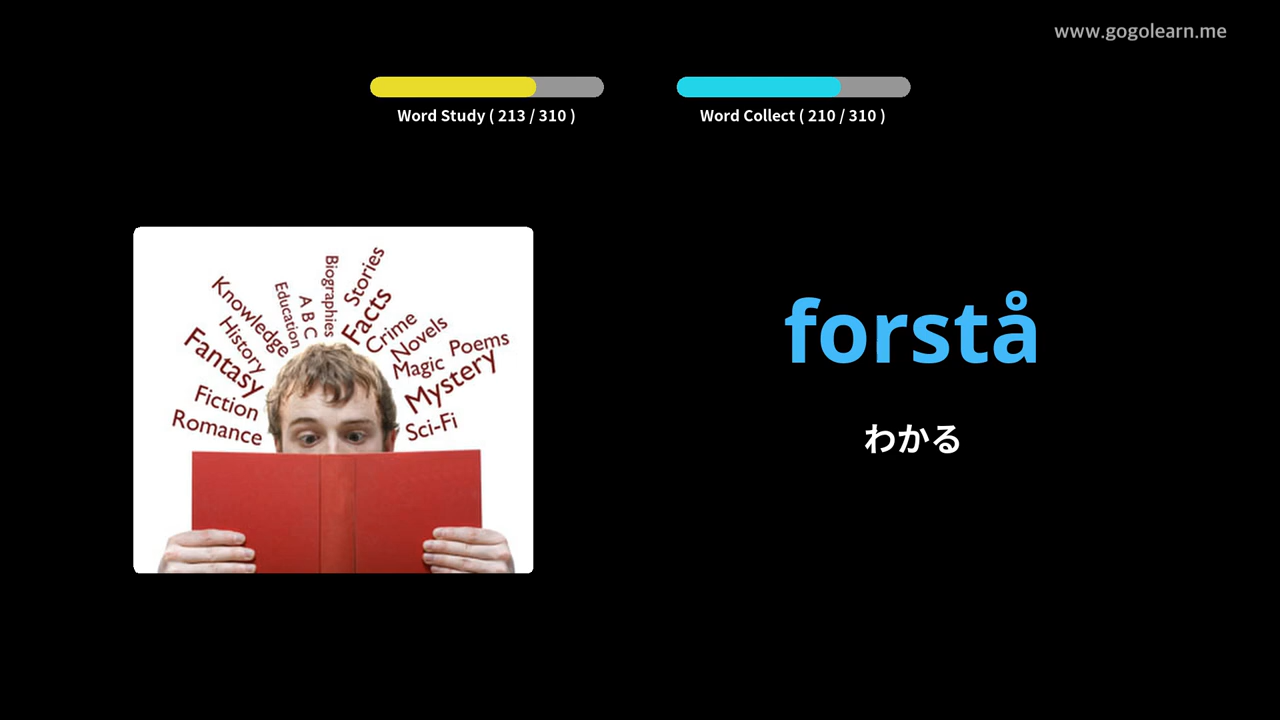 www.gogolearn.me
Word Study ( 213 / 310 )
Word Collect ( 210 / 310 )
Biographies
Stories
Knowledge
Education
A B C
Facts
History
Crime
Novels
Fantasy
Magic
Poems
Fiction
Mystery
Romance
Sci-Fi
forstå
わかる